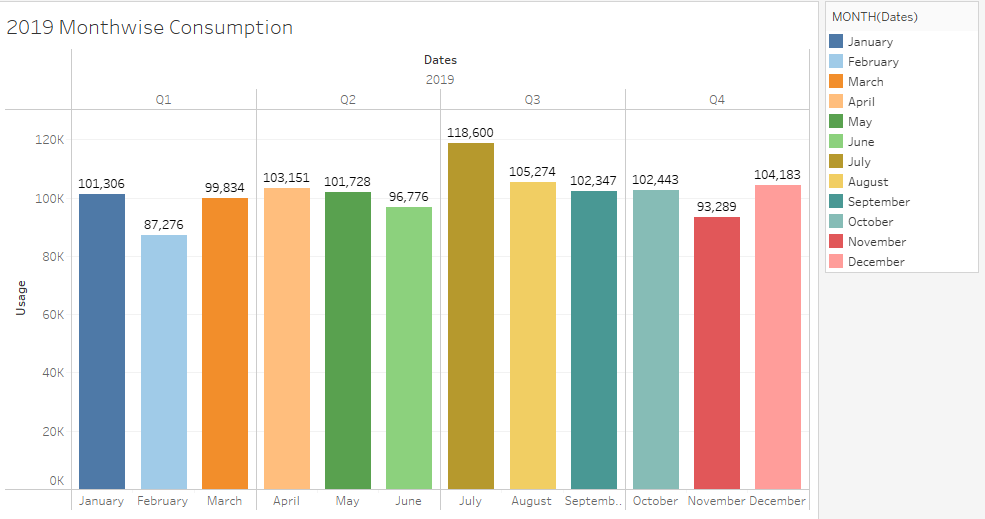 2019 Monthwise Consumption
Dates
2019
Q1 Q2 Q3 Q4
120K
100K
80K
60K
40K
20K
0K
Usage
101,306 87,276 99,834 103,151 101,728 96,776 118,600 105,274 102,347 102,443 93,289 104,183
January February March April May June July August Septemb.. October November December
MONTH(Dates)
January
February
March
April
May
June
July
August
September
October
November
December